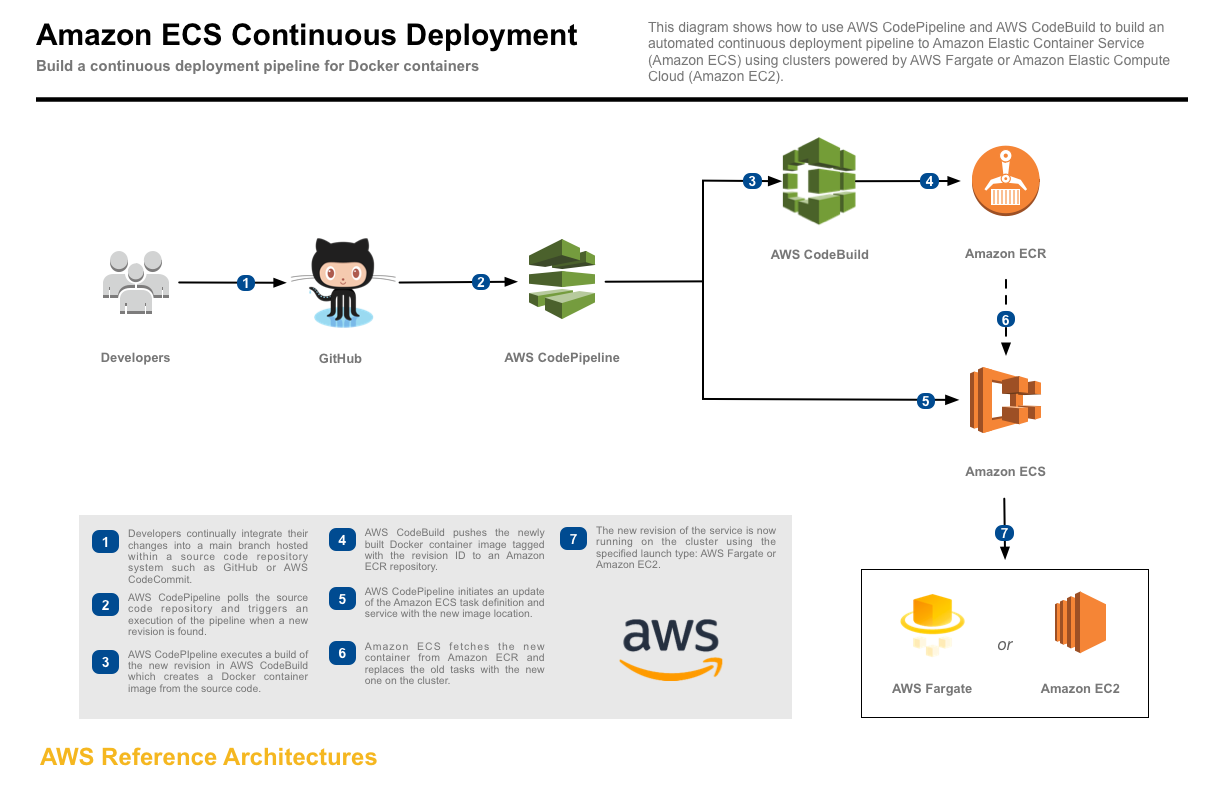 Amazon ECS Continuous Deployment
Build a continuous deployment pipeline for Docker containers
This diagram shows how to use AWS CodePipeline and AWS CodeBuild to build an
automated continuous deployment pipeline to Amazon Elastic Container Service
(Amazon ECS) using clusters powered by AWS Fargate or Amazon Elastic Compute
Cloud (Amazon EC2).
3
4
AWS CodeBuild
Amazon ECR
1
2
6
Developers
GitHub
AWS CodePipeline
5
Amazon ECS
7
1
Developers continually integrate their
changes into a main branch hosted
within a source code repository
system such as GitHub or AWS
CodeCommit.
2
AWS CodePipeline polls the source
code repository and triggers an
execution of the pipeline when a new
revision is found.
3
AWS CodePIpeline executes a build of
the new revision in AWS CodeBuild
which creates a Docker container
image from the source code.
4
AWS CodeBuild pushes the newly
built Docker container image tagged
with the revision ID to an Amazon
ECR repository.
5
AWS CodePipeline initiates an update
of the Amazon ECS task definition and
service with the new image location.
6
Amazon ECS fetches the new
container from Amazon ECR and
replaces the old tasks with the new
one on the cluster.
7
The new revision of the service is now
running on the cluster using the
specified launch type: AWS Fargate or
Amazon EC2.
aws
or
AWS Fargate
Amazon EC2
AWS Reference Architectures